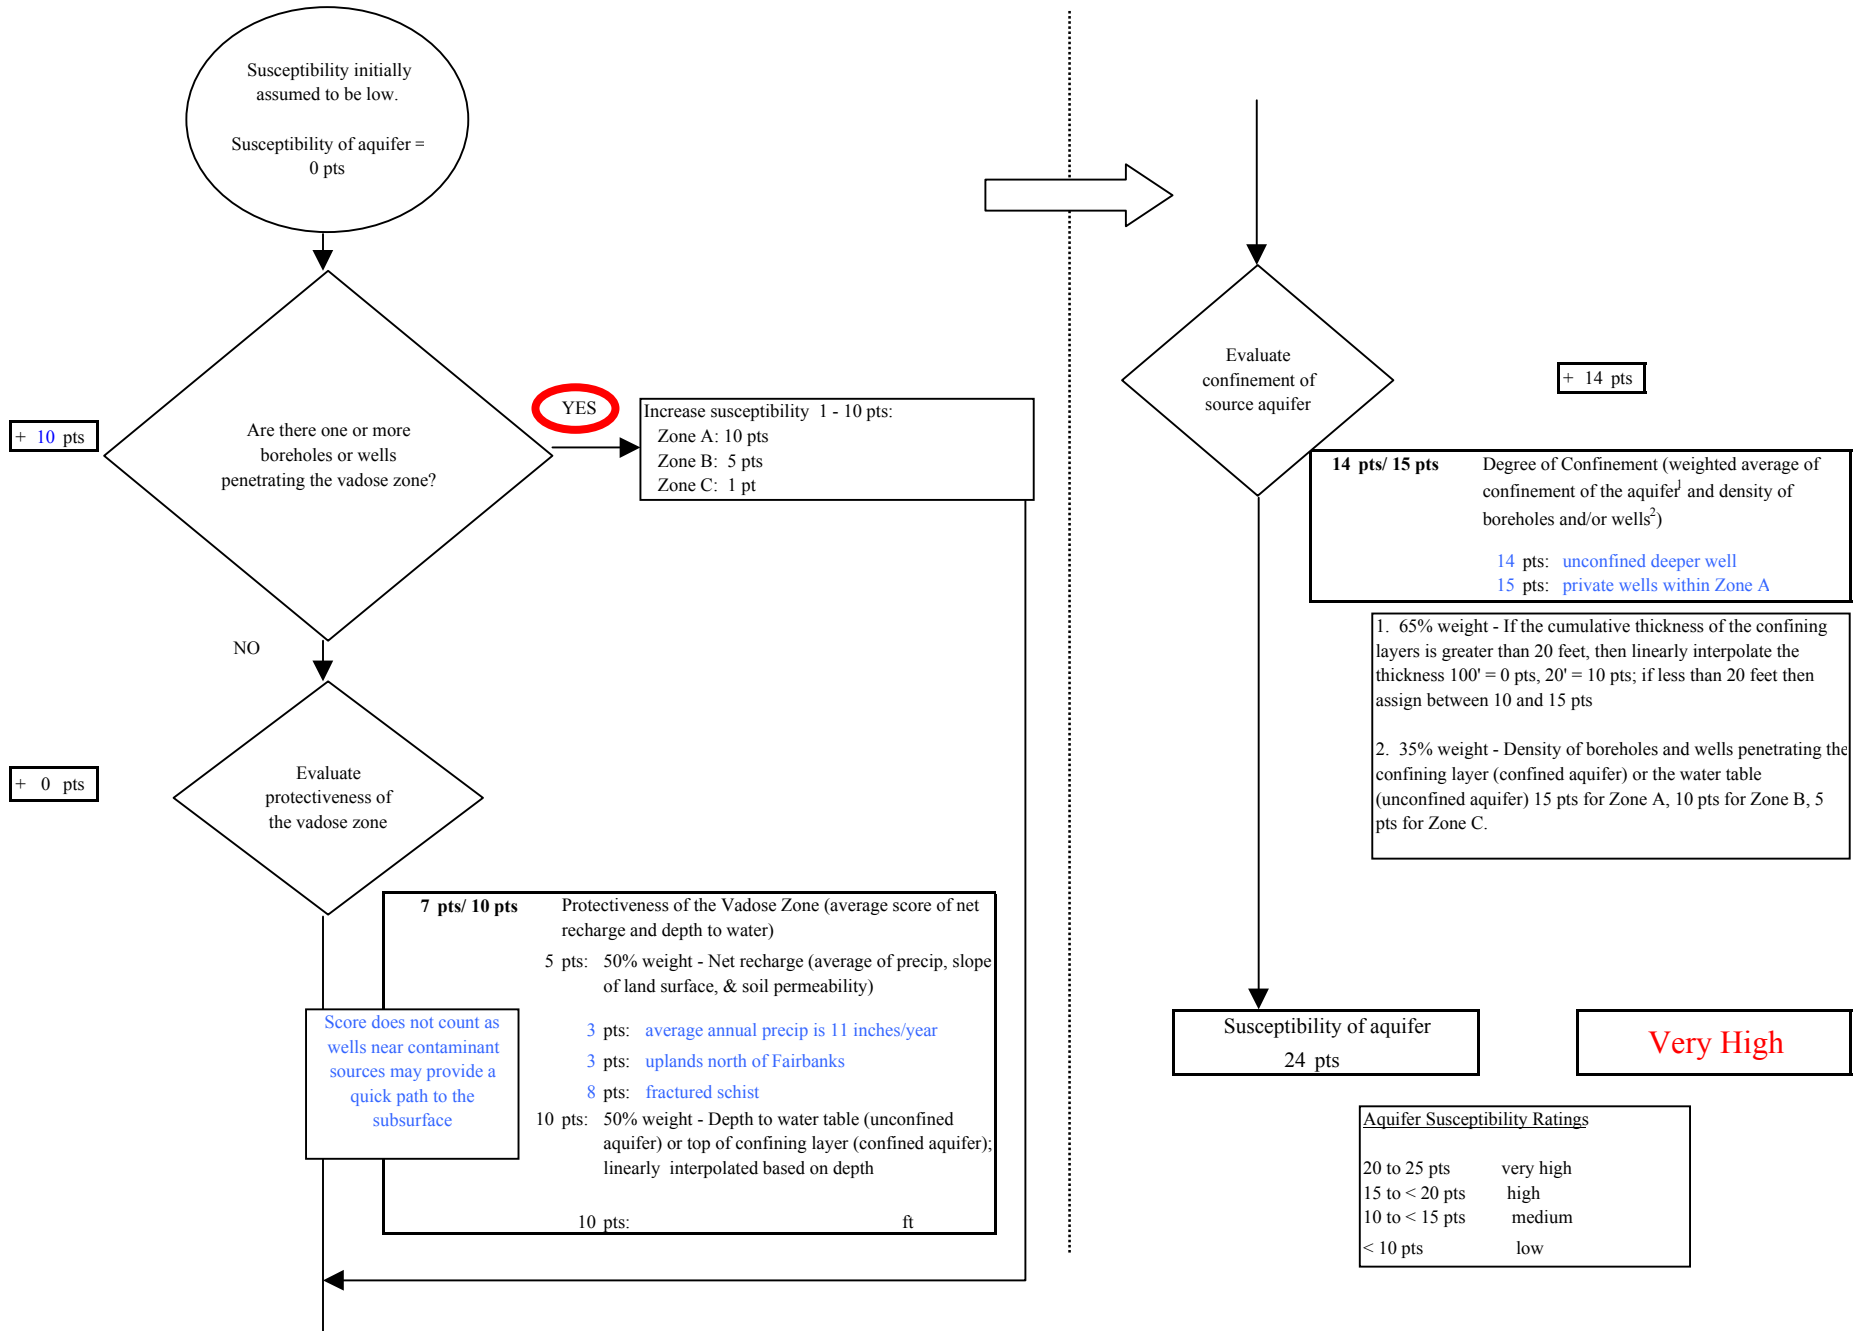 Susceptibility initially
assumed to be low.
Susceptibility of aquifer =
0 pts
+ 10 pts
Are there one or more
boreholes or wells
penetrating the vadose zone?
YES
Increase susceptibility 1 - 10 pts:
Zone A: 10 pts
Zone B: 5 pts
Zone C: 1 pt
NO
+ 0 pts
Evaluate
protectiveness of
the vadose zone
7 pts/ 10 pts
Protectiveness of the Vadose Zone (average score of net
recharge and depth to water)
5 pts: 50% weight - Net recharge (average of precip, slope
of land surface, & soil permeability)
3 pts: average annual precip is 11 inches/year
3 pts: uplands north of Fairbanks
8 pts: fractured schist
10 pts: 50% weight - Depth to water table (unconfined
aquifer) or top of confining layer (confined aquifer);
linearly interpolated based on depth
10 pts: ft
Score does not count as
wells near contaminant
sources may provide a
quick path to the
subsurface
Evaluate
confinement of
source aquifer
+ 14 pts
14 pts/ 15 pts
Degree of Confinement (weighted average of
confinement of the aquifer1 and density of
boreholes and/or wells2)
14 pts: unconfined deeper well
15 pts: private wells within Zone A
1. 65% weight - If the cumulative thickness of the confining
layers is greater than 20 feet, then linearly interpolate the
thickness 100' = 0 pts, 20' = 10 pts; if less than 20 feet then
assign between 10 and 15 pts
2. 35% weight - Density of boreholes and wells penetrating the
confining layer (confined aquifer) or the water table
(unconfined aquifer) 15 pts for Zone A, 10 pts for Zone B, 5
pts for Zone C.
Susceptibility of aquifer
24 pts
Very High
Aquifer Susceptibility Ratings
20 to 25 pts very high
15 to < 20 pts high
10 to < 15 pts medium
< 10 pts low